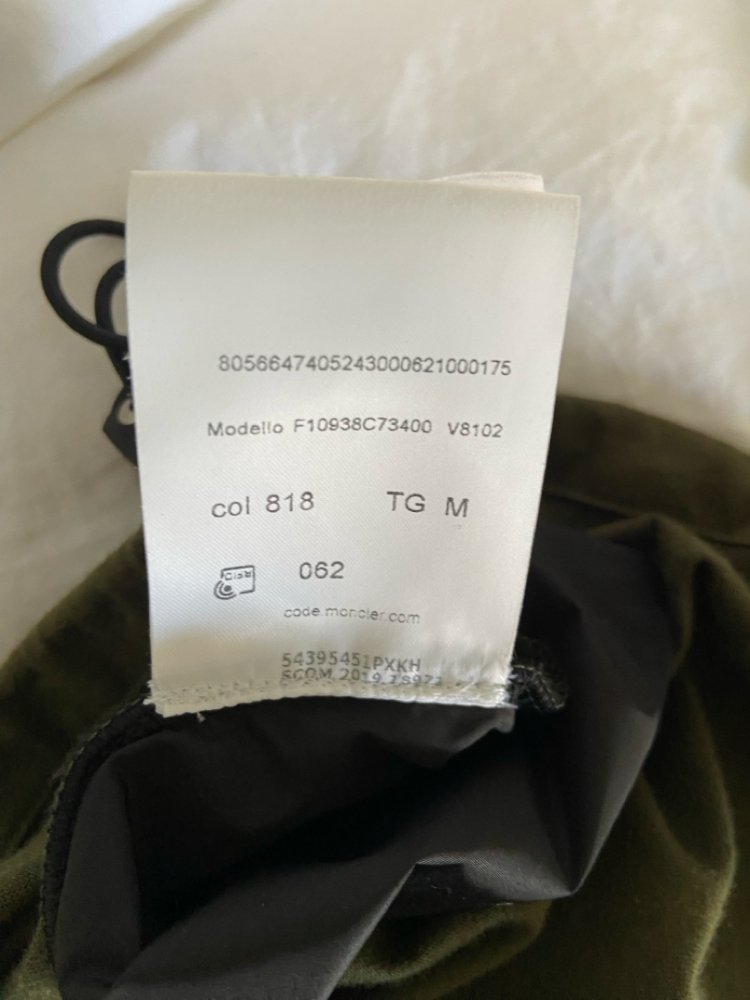 8056647405243000621000175
Modello F10938C73400 V8102
col 818 TG M
062
code.moncler.com
54395451PXKH
SCOM.2019.